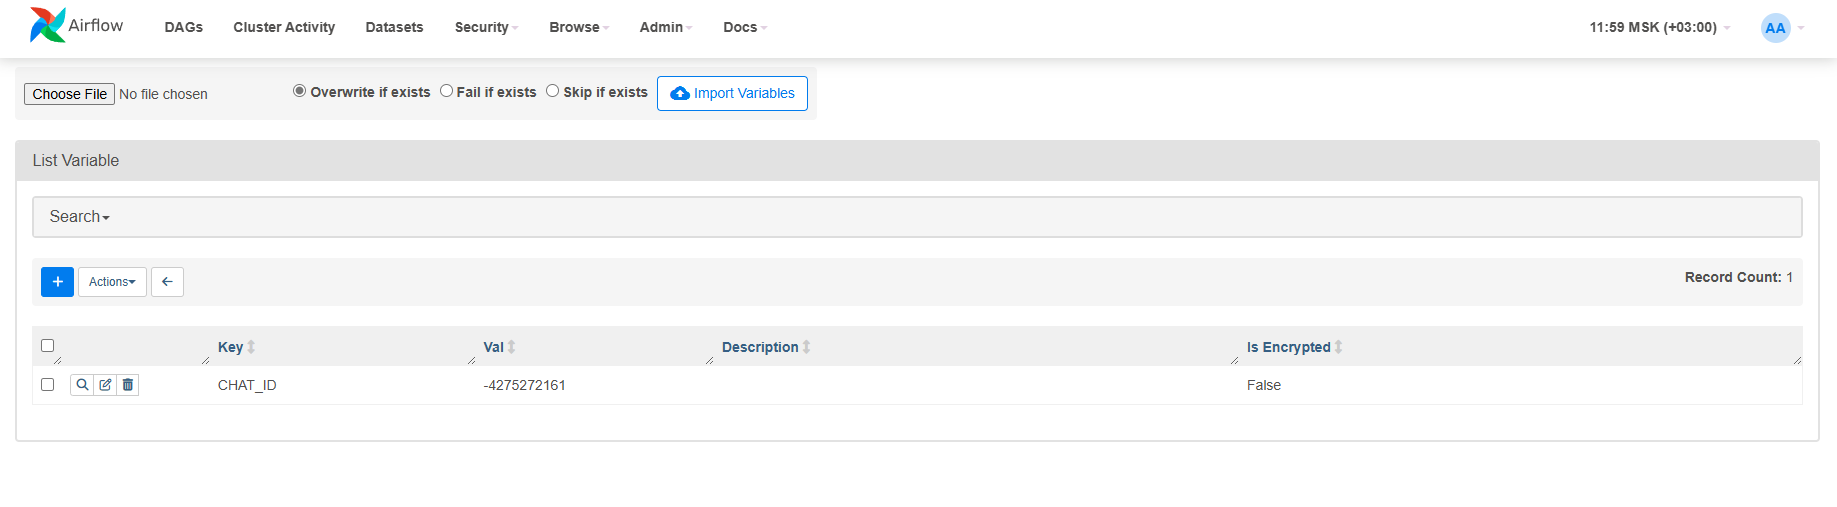 Airflow DAGs Cluster Activity Datasets Security Browse Admin Docs 11:59 MSK (+03:00) AA
Choose File No file chosen Overwrite if exists Fail if exists Skip if exists Import Variables
List Variable
Search
+ Actions Record Count: 1
Key Val Description Is Encrypted
CHAT_ID -4275272161 False